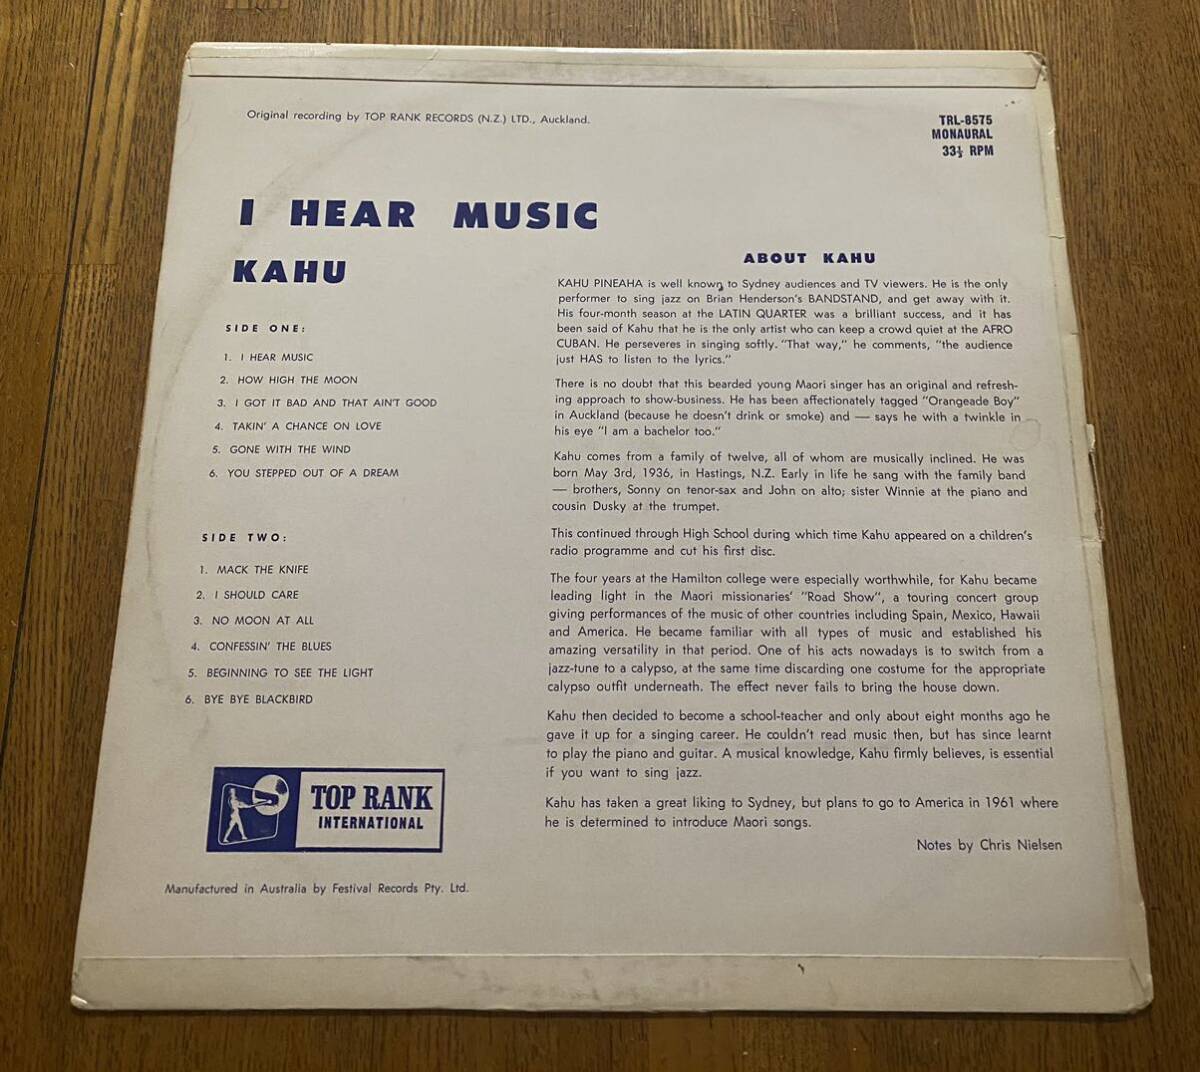 Original recording by TOP RANK RECORDS (N.Z.) LTD., Auckland.
TRL-8575
MONAURAL
33⅓ RPM
I HEAR MUSIC
KAHU
SIDE ONE:
1. I HEAR MUSIC
2. HOW HIGH THE MOON
3. I GOT IT BAD AND THAT AIN'T GOOD
4. TAKIN' A CHANCE ON LOVE
5. GONE WITH THE WIND
6. YOU STEPPED OUT OF A DREAM
SIDE TWO:
1. MACK THE KNIFE
2. I SHOULD CARE
3. NO MOON AT ALL
4. CONFESSIN' THE BLUES
5. BEGINNING TO SEE THE LIGHT
6. BYE BYE BLACKBIRD
TOP RANK
INTERNATIONAL
Manufactured in Australia by Festival Records Pty. Ltd.
ABOUT KAHU
KAHU PINEAHA is well known to Sydney audiences and TV viewers. He is the only
performer to sing jazz on Brian Henderson's BANDSTAND, and get away with it.
His four-month season at the LATIN QUARTER was a brilliant success, and it has
been said of Kahu that he is the only artist who can keep a crowd quiet at the AFRO
CUBAN. He perseveres in singing softly. "That way," he comments, "the audience
just HAS to listen to the lyrics."
There is no doubt that this bearded young Maori singer has an original and refresh-
ing approach to show-business. He has been affectionately tagged "Orangeade Boy"
in Auckland (because he doesn't drink or smoke) and — says he with a twinkle in
his eye "I am a bachelor too."
Kahu comes from a family of twelve, all of whom are musically inclined. He was
born May 3rd, 1936, in Hastings, N.Z. Early in life he sang with the family band
— brothers, Sonny on tenor-sax and John on alto; sister Winnie at the piano and
cousin Dusky at the trumpet.
This continued through High School during which time Kahu appeared on a children's
radio programme and cut his first disc.
The four years at the Hamilton college were especially worthwhile, for Kahu became
leading light in the Maori missionaries' "Road Show", a touring concert group
giving performances of the music of other countries including Spain, Mexico, Hawaii
and America. He became familiar with all types of music and established his
amazing versatility in that period. One of his acts nowadays is to switch from a
jazz-tune to a calypso, at the same time discarding one costume for the appropriate
calypso outfit underneath. The effect never fails to bring the house down.
Kahu then decided to become a school-teacher and only about eight months ago he
gave it up for a singing career. He couldn't read music then, but has since learnt
to play the piano and guitar. A musical knowledge, Kahu firmly believes, is essential
if you want to sing jazz.
Kahu has taken a great liking to Sydney, but plans to go to America in 1961 where
he is determined to introduce Maori songs.
Notes by Chris Nielsen